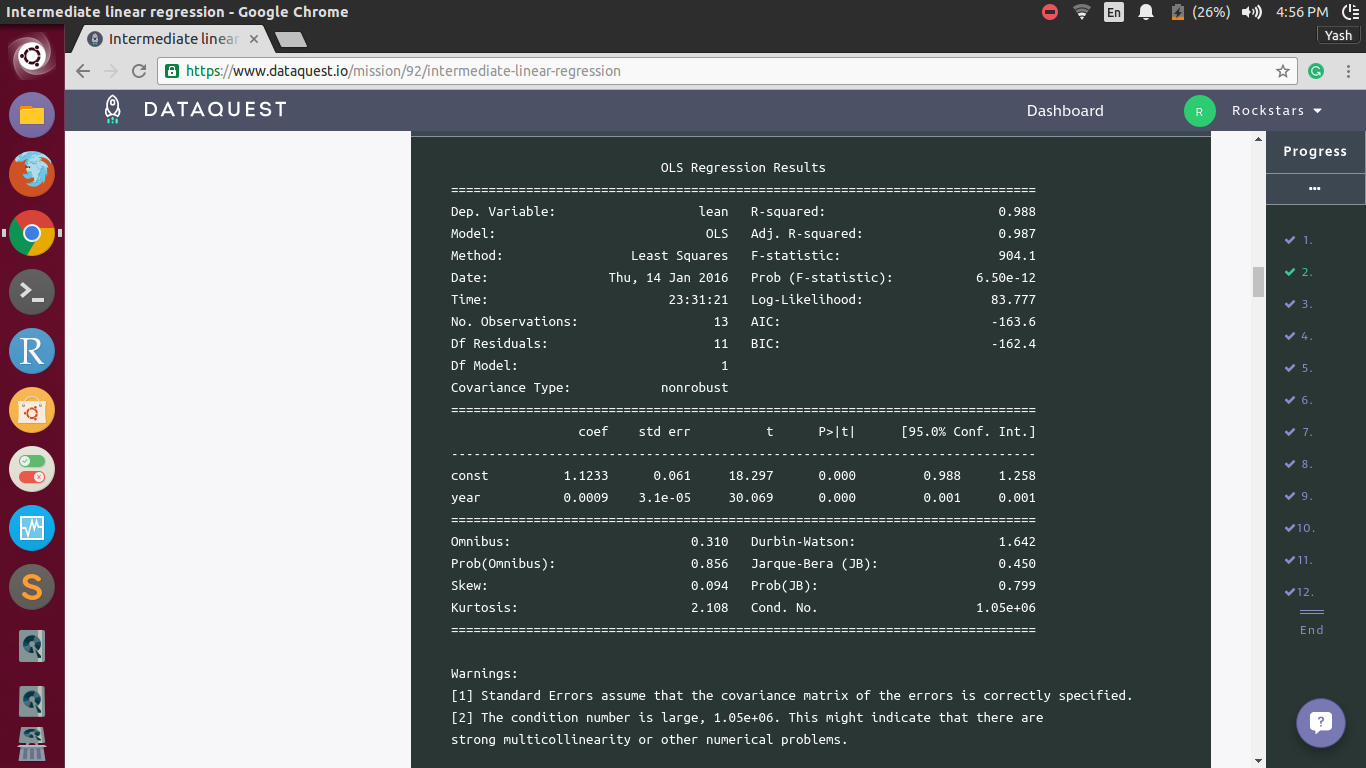 Intermediate linear regression - Google Chrome
En
(26%)
4:56 PM
Intermediate linear
Yash
https://www.dataquest.io/mission/92/intermediate-linear-regression
DATAQUEST
Dashboard
R
Rockstars
Progress
...
OLS Regression Results
==============================================================================
Dep. Variable: lean R-squared: 0.988
Model: OLS Adj. R-squared: 0.987
Method: Least Squares F-statistic: 904.1
Date: Thu, 14 Jan 2016 Prob (F-statistic): 6.50e-12
Time: 23:31:21 Log-Likelihood: 83.777
No. Observations: 13 AIC: -163.6
Df Residuals: 11 BIC: -162.4
Df Model: 1
Covariance Type: nonrobust
==============================================================================
coef std err t P>|t| [95.0% Conf. Int.]
------------------------------------------------------------------------------
const 1.1233 0.061 18.297 0.000 0.988 1.258
year 0.0009 3.1e-05 30.069 0.000 0.001 0.001
==============================================================================
Omnibus: 0.310 Durbin-Watson: 1.642
Prob(Omnibus): 0.856 Jarque-Bera (JB): 0.450
Skew: 0.094 Prob(JB): 0.799
Kurtosis: 2.108 Cond. No. 1.05e+06
==============================================================================
Warnings:
[1] Standard Errors assume that the covariance matrix of the errors is correctly specified.
[2] The condition number is large, 1.05e+06. This might indicate that there are
strong multicollinearity or other numerical problems.
1.
2.
3.
4.
5.
6.
7.
8.
9.
10.
11.
12.
End
R
S
?